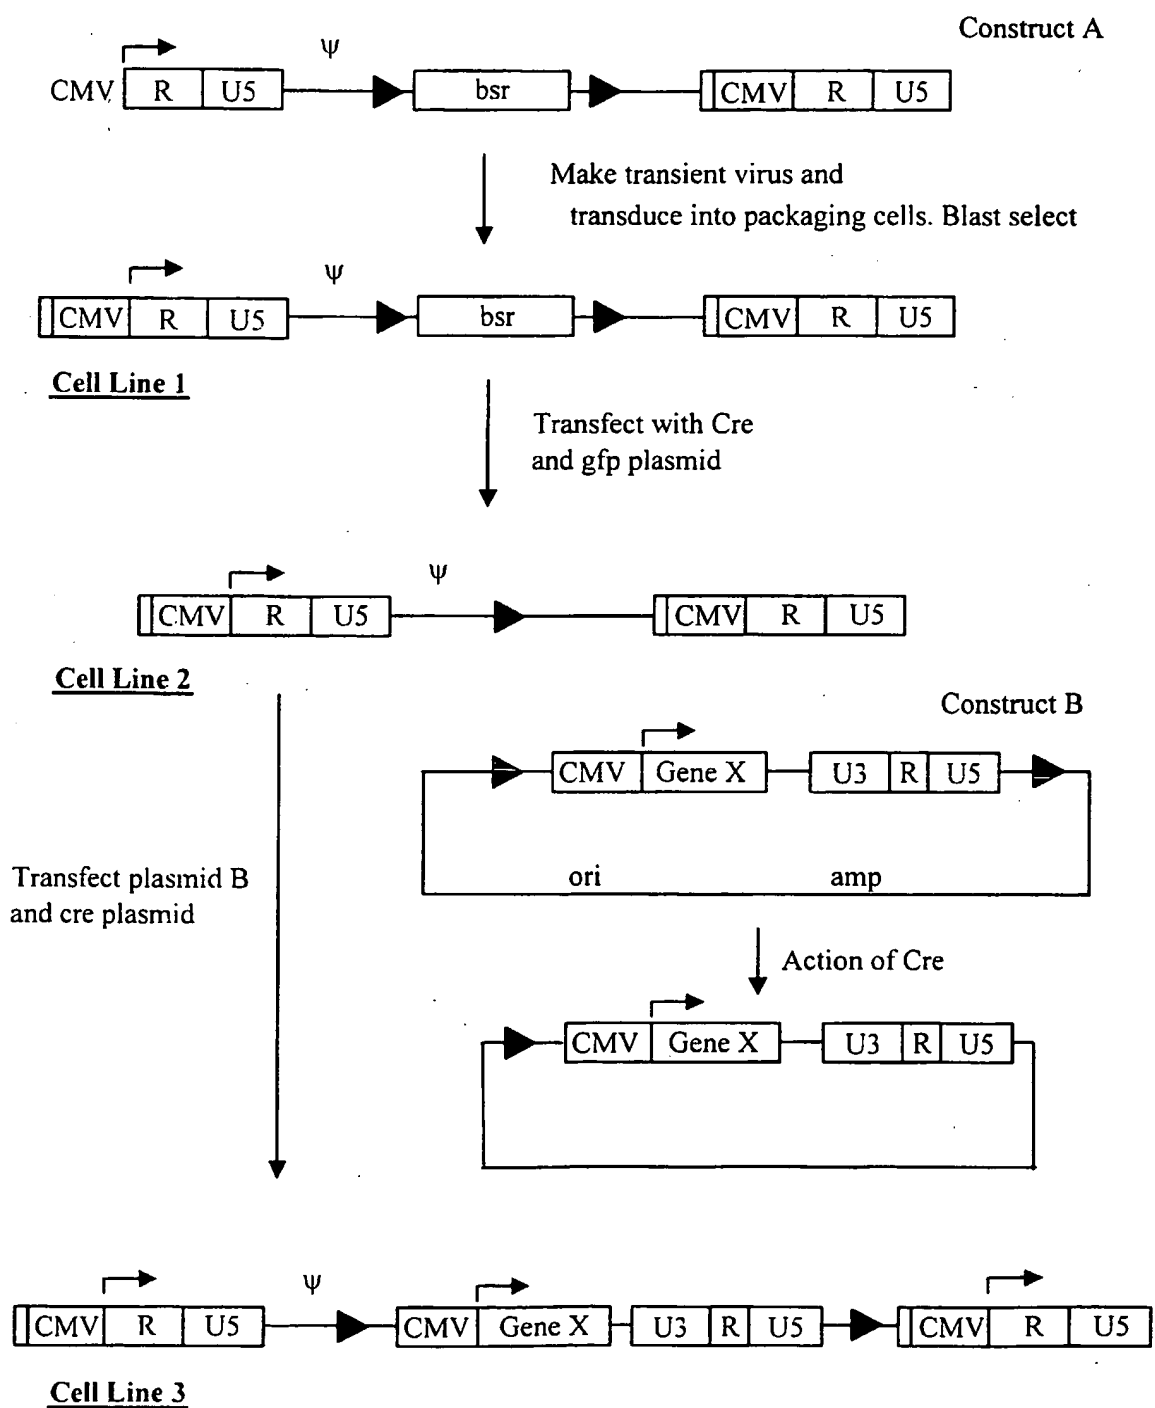 Construct A
ψ
CMV R U5 bsr CMV R U5
Make transient virus and
transduce into packaging cells. Blast select
ψ
CMV R U5 bsr CMV R U5
Cell Line 1
Transfect with Cre
and gfp plasmid
ψ
CMV R U5 CMV R U5
Cell Line 2
Construct B
CMV Gene X U3 R U5
ori amp
Transfect plasmid B
and cre plasmid
Action of Cre
CMV Gene X U3 R U5
ψ
CMV R U5 CMV Gene X U3 R U5 CMV R U5
Cell Line 3